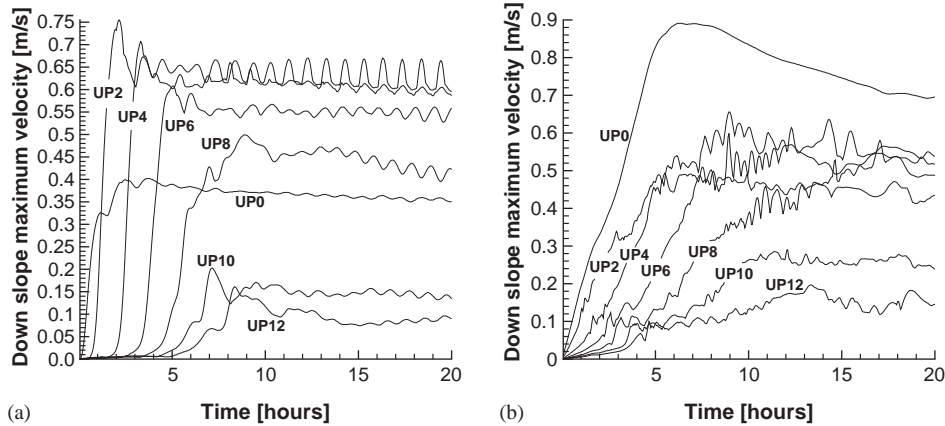 Down slope maximum velocity [m/s]
0.75
0.65
0.6
0.55
0.5
0.45
0.4
0.35
0.3
0.25
0.2
0.15
0.1
0.05
0.0
UP2
UP4
UP6
UP8
UP0
UP10
UP12
5
10
15
20
(a)
Time [hours]
Down slope maximum velocity [m/s]
0.9
0.8
0.7
0.6
0.5
0.4
0.3
0.2
0.1
0
UP0
UP2
UP4
UP6
UP8
UP10
UP12
0
5
10
15
20
(b)
Time [hours]